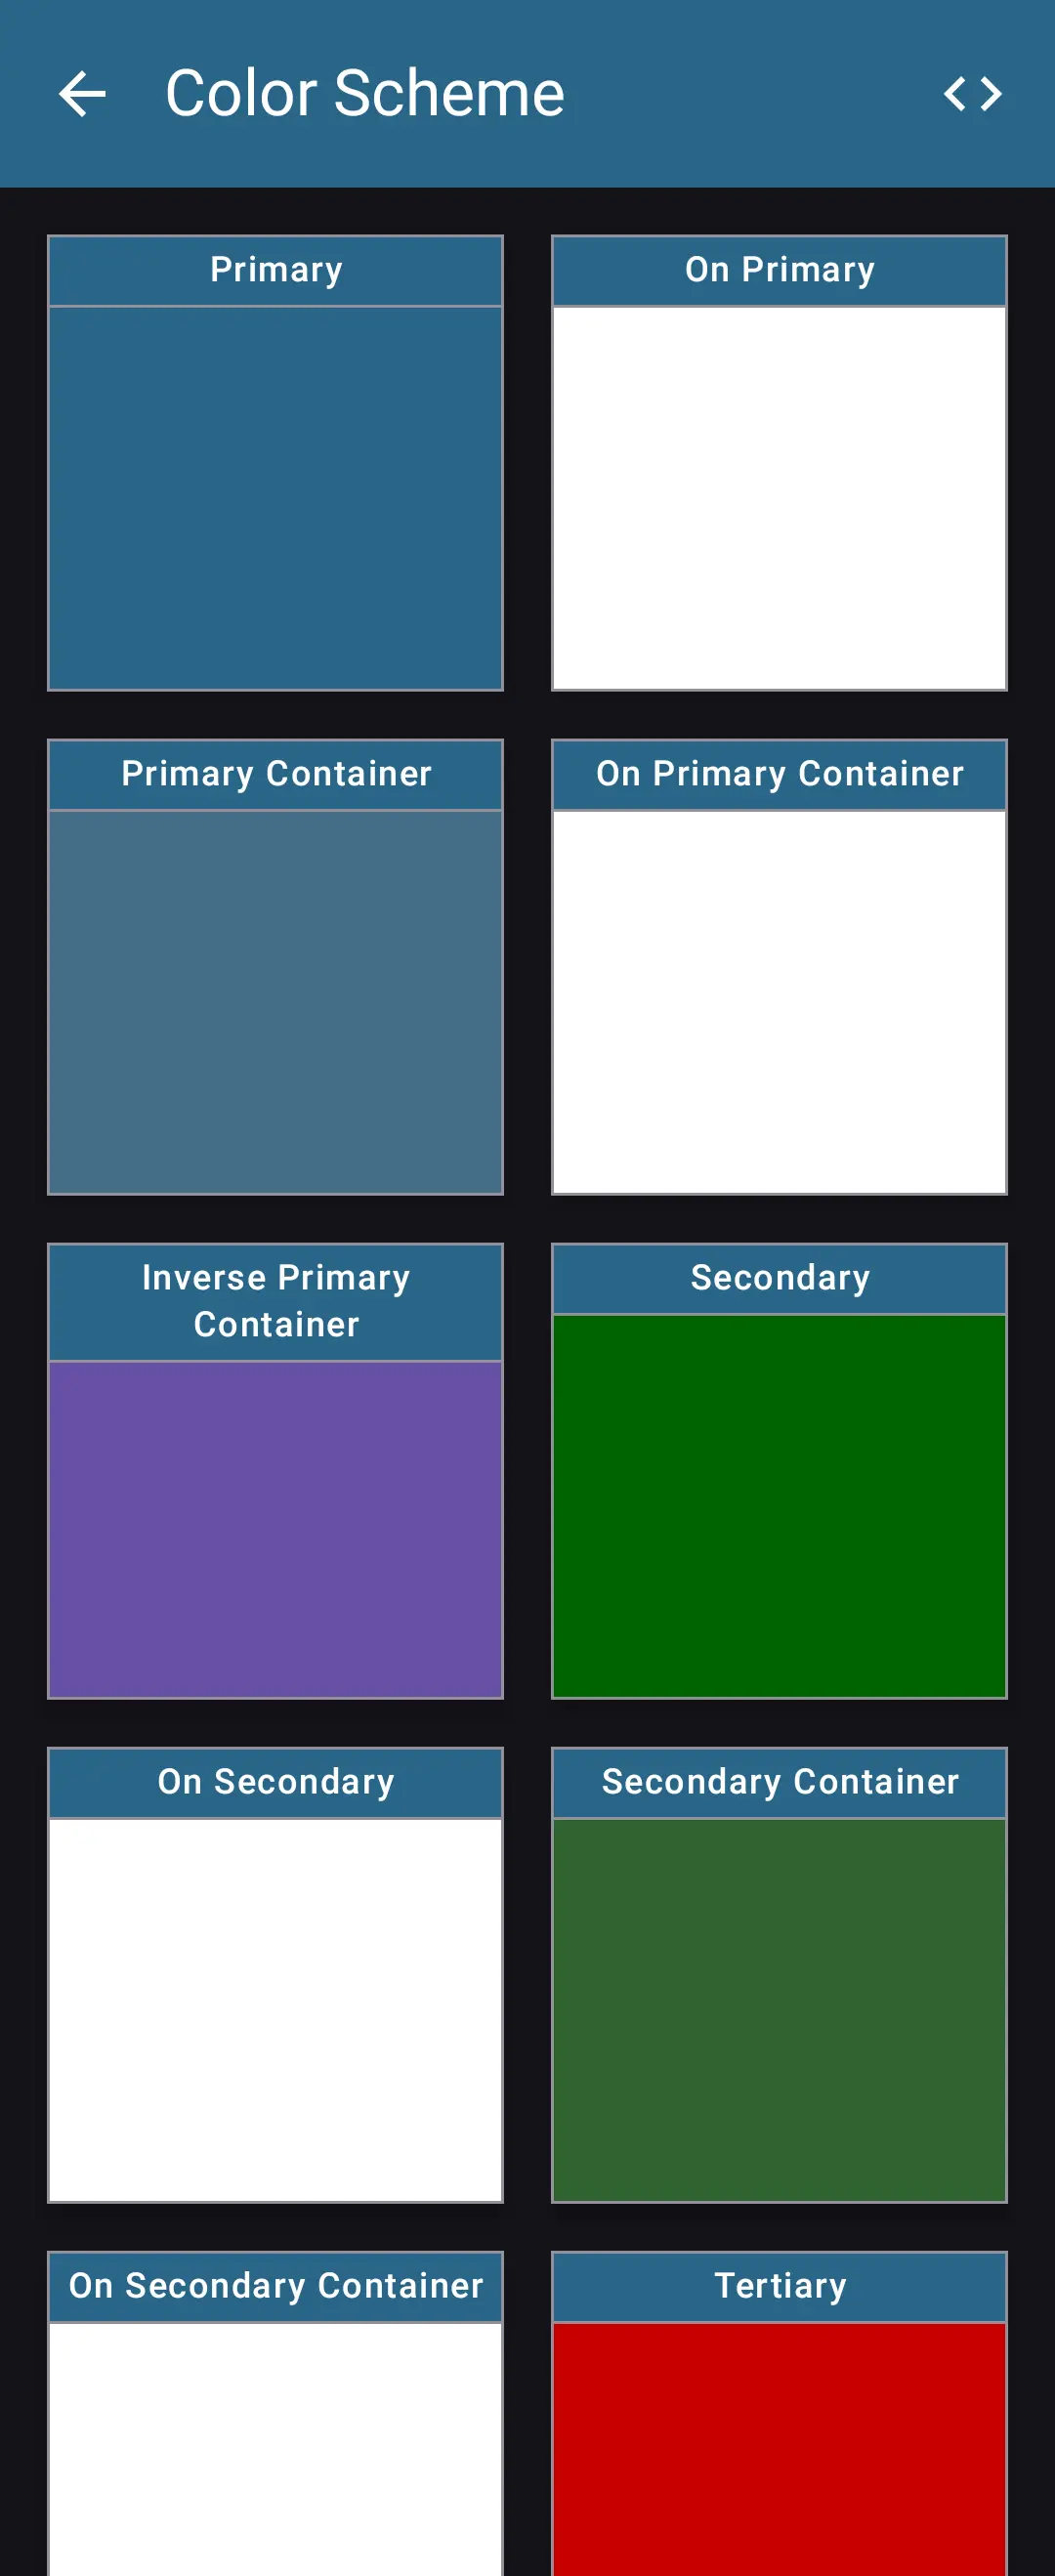 Color Scheme
Primary
On Primary
Primary Container
On Primary Container
Inverse Primary
Container
Secondary
On Secondary
Secondary Container
On Secondary Container
Tertiary